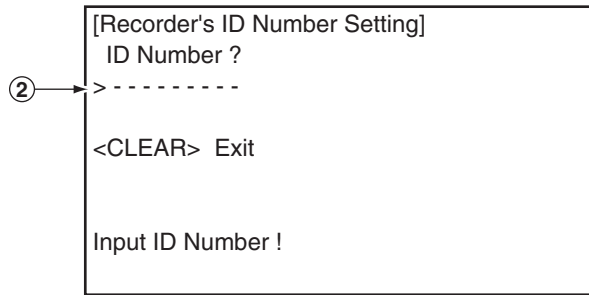 [Recorder's ID Number Setting]
ID Number ?
②
> - - - - - - - - -
<CLEAR> Exit
Input ID Number !